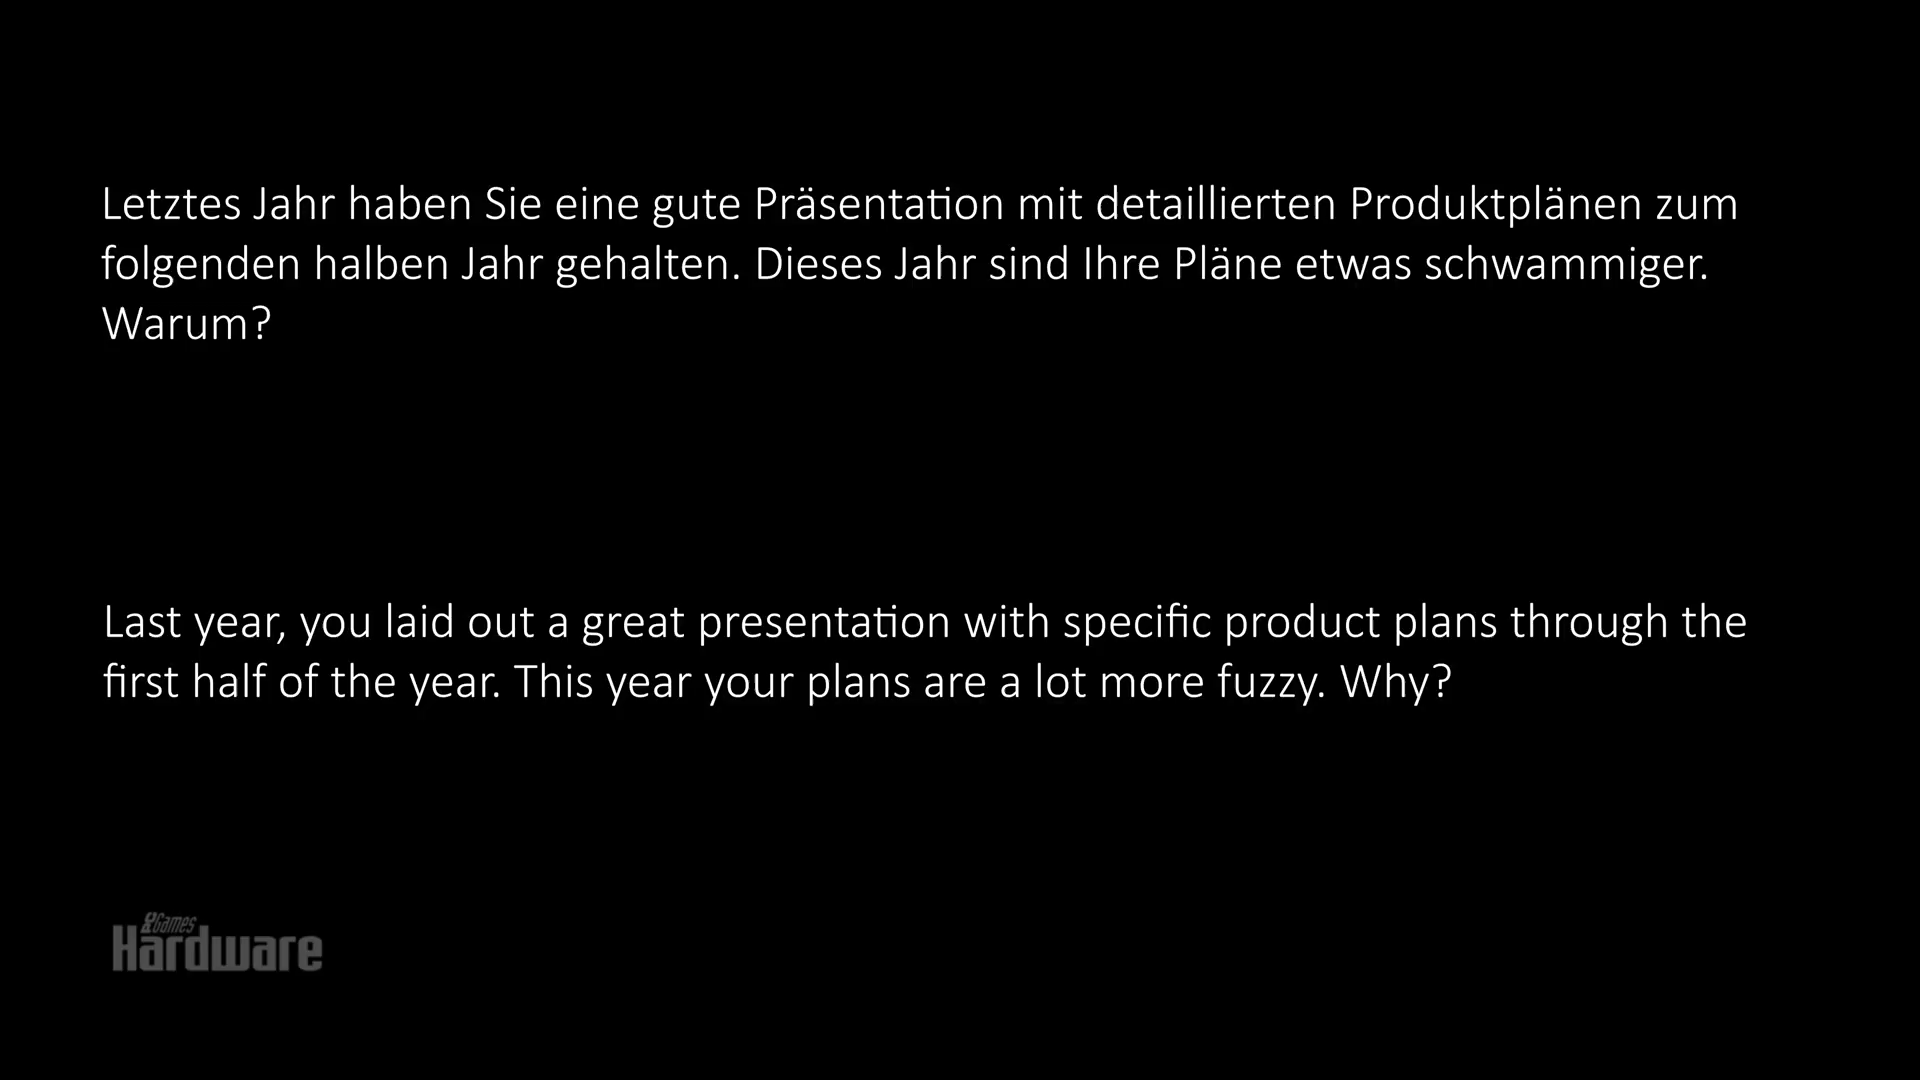 Letztes Jahr haben Sie eine gute Präsentation mit detaillierten Produktplänen zum
folgenden halben Jahr gehalten. Dieses Jahr sind Ihre Pläne etwas schwammiger.
Warum?
Last year, you laid out a great presentation with specific product plans through the
first half of the year. This year your plans are a lot more fuzzy. Why?
&Games
Hardware